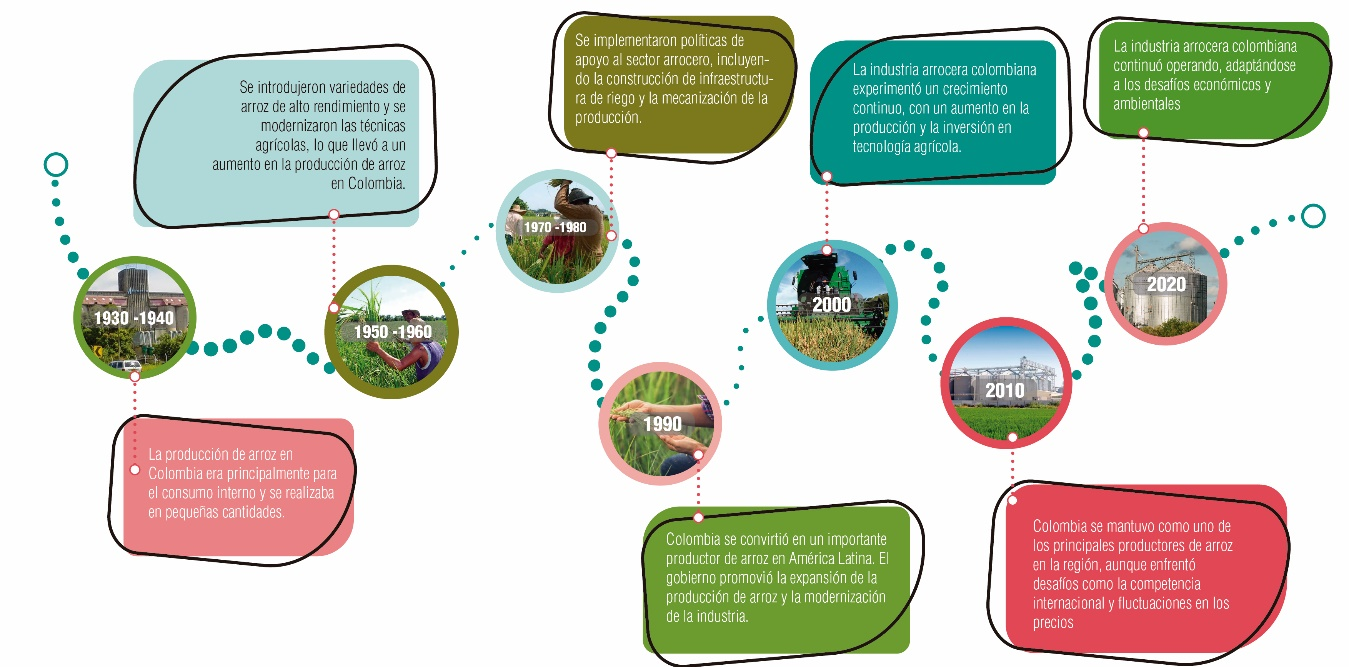 1930 -1940
La producción de arroz en
Colombia era principalmente para
el consumo interno y se realizaba
en pequeñas cantidades.
Se introdujeron variedades de
arroz de alto rendimiento y se
modernizaron las técnicas
agrícolas, lo que llevó a un
aumento en la producción de arroz
en Colombia.
1950 -1960
Se implementaron políticas de
apoyo al sector arrocero, incluyen-
do la construcción de infraestructu-
ra de riego y la mecanización de la
producción.
1970 -1980
1990
Colombia se convirtió en un importante
productor de arroz en América Latina. El
gobierno promovió la expansión de la
producción de arroz y la modernización
de la industria.
La industria arrocera colombiana
experimentó un crecimiento
continuo, con un aumento en la
producción y la inversión en
tecnología agrícola.
2000
2010
Colombia se mantuvo como uno de
los principales productores de arroz
en la región, aunque enfrentó
desafíos como la competencia
internacional y fluctuaciones en los
precios
La industria arrocera colombiana
continuó operando, adaptándose
a los desafíos económicos y
ambientales
2020